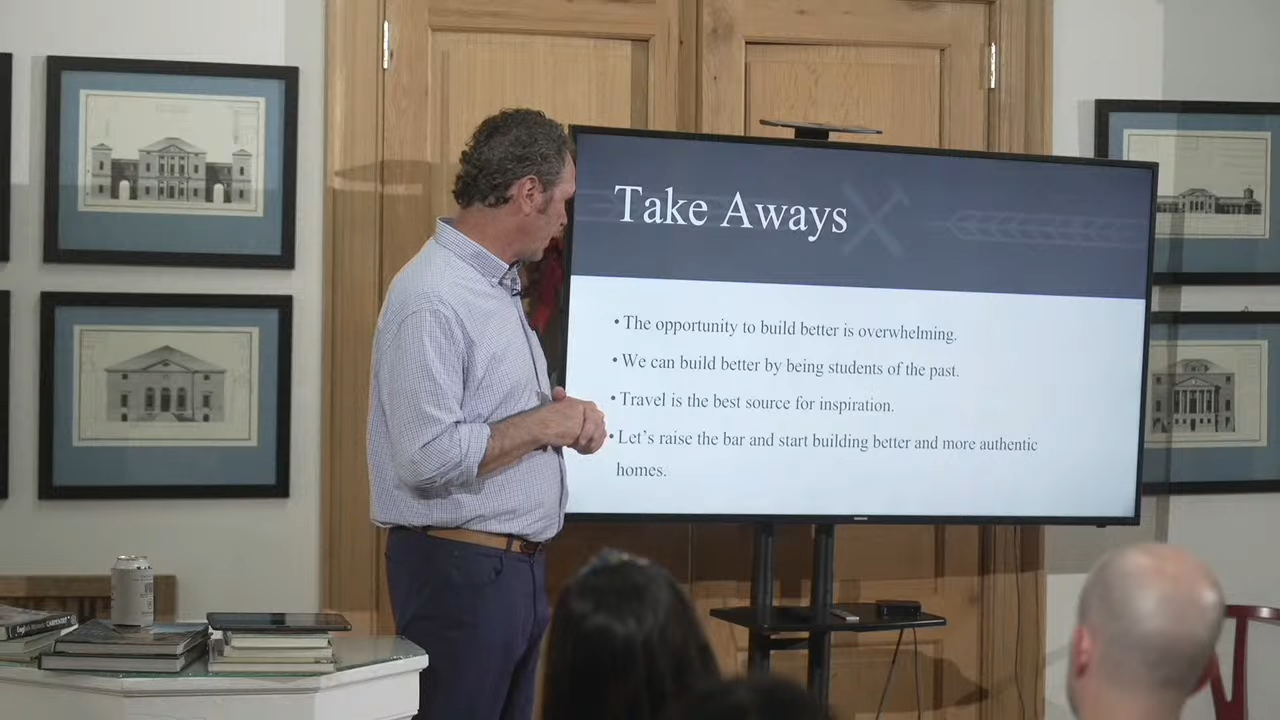 Take Aways
• The opportunity to build better is overwhelming.
• We can build better by being students of the past.
• Travel is the best source for inspiration.
• Let's raise the bar and start building better and more authentic
homes.